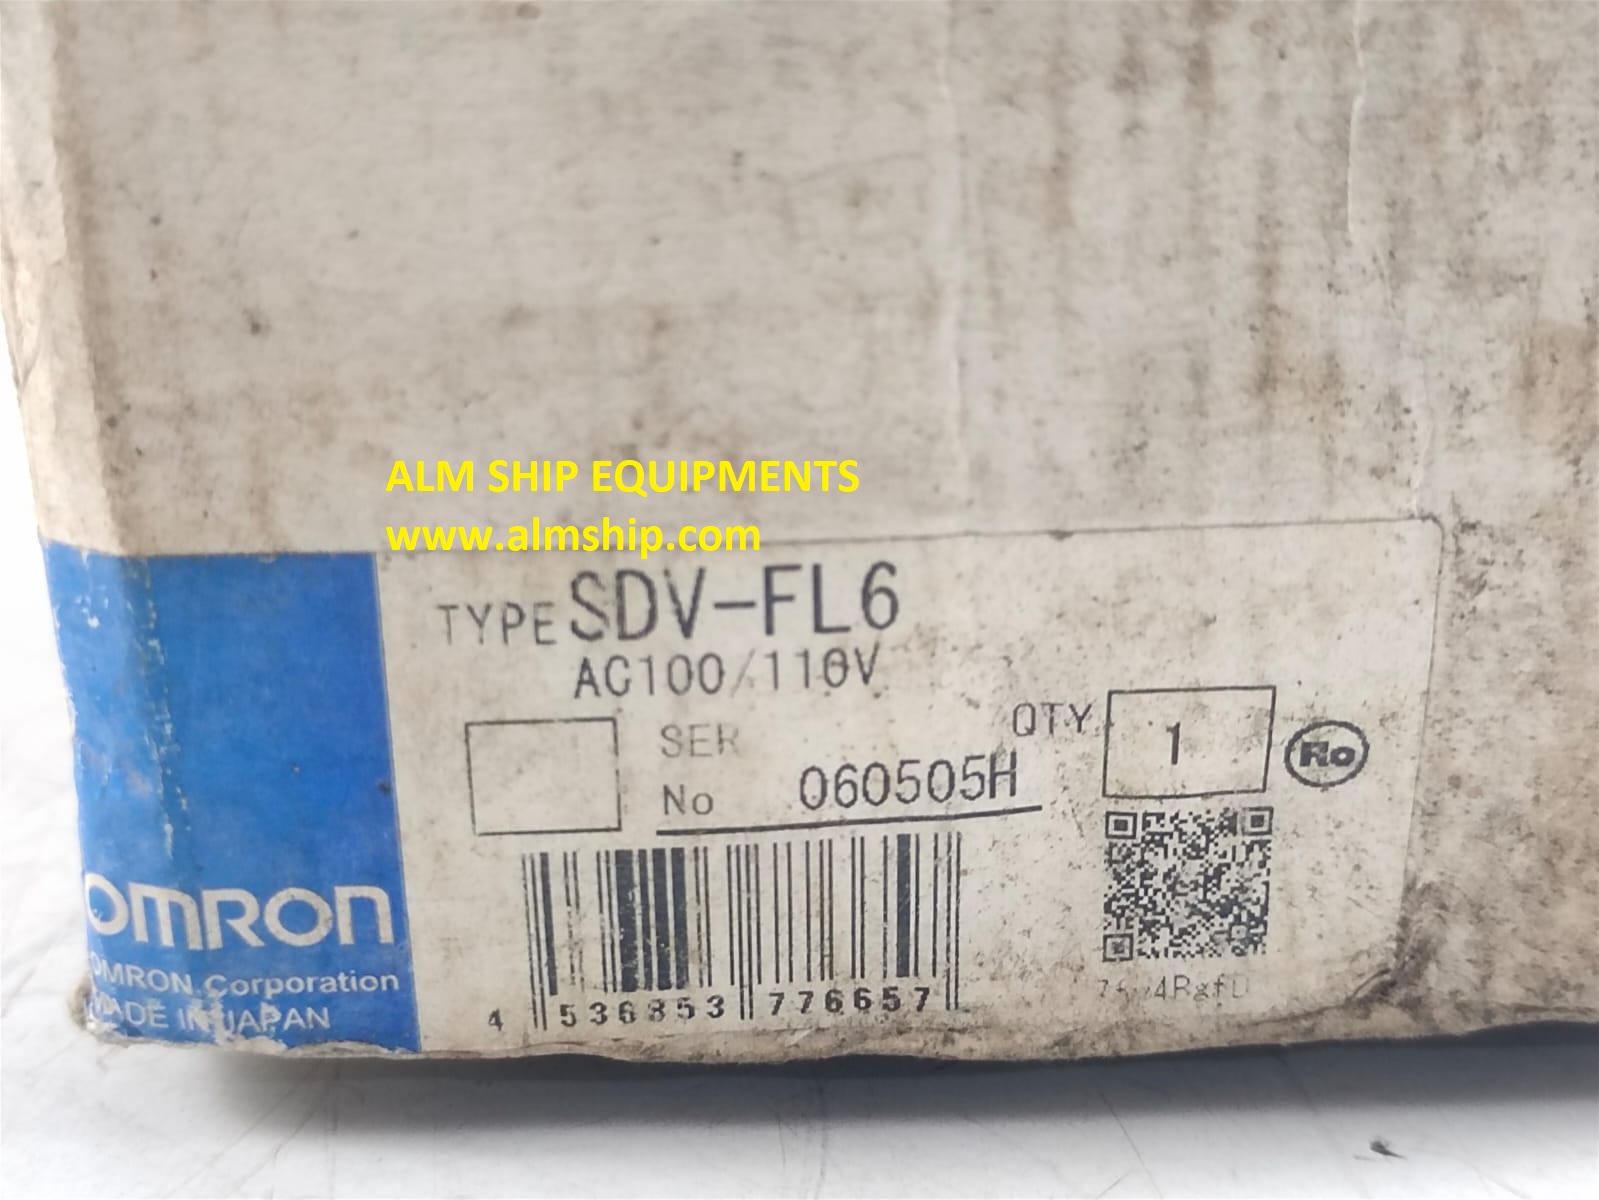 ALM SHIP EQUIPMENTS
www.almship.com
TYPE SDV-FL6
AC100/110V
SER
No 060505H
QTY 1
Ro
OMRON
OMRON Corporation
MADE IN JAPAN
4 536853 776657